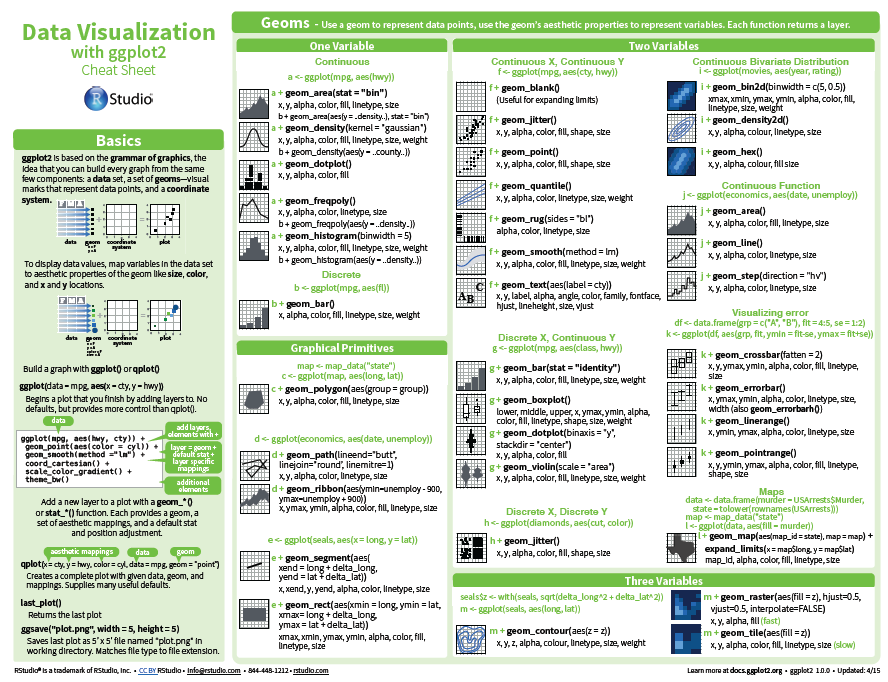 Data Visualization
with ggplot2
Cheat Sheet
R Studio
Basics
ggplot2 is based on the grammar of graphics, the
idea that you can build every graph from the same
few components: a data set, a set of geoms—visual
marks that represent data points, and a coordinate
system.
F M A
data geom coordinate system plot
To display data values, map variables in the data set
to aesthetic properties of the geom like size, color,
and x and y locations.
F M A
data geom coordinate system plot
Build a graph with ggplot() or qplot()
ggplot(data = mpg, aes(x = cty, y = hwy))
Begins a plot that you finish by adding layers to. No
defaults, but provides more control than qplot().
data
ggplot(mpg, aes(hwy, cty)) +
geom_point(aes(color = cyl)) +
geom_smooth(method ="lm") +
coord_cartesian() +
scale_color_gradient() +
theme_bw()
add layers,
elements with +
layer = geom +
default stat +
layer specific
mappings
additional
elements
Add a new layer to a plot with a geom_*()
or stat_*() function. Each provides a geom, a
set of aesthetic mappings, and a default stat
and position adjustment.
aesthetic mappings data geom
qplot(x = cty, y = hwy, color = cyl, data = mpg, geom = "point")
Creates a complete plot with given data, geom, and
mappings. Supplies many useful defaults.
last_plot()
Returns the last plot
ggsave("plot.png", width = 5, height = 5)
Saves last plot as 5' x 5' file named "plot.png" in
working directory. Matches file type to file extension.
Geoms - Use a geom to represent data points, use the geom's aesthetic properties to represent variables. Each function returns a layer.
One Variable
Continuous
a <- ggplot(mpg, aes(hwy))
a + geom_area(stat = "bin")
x, y, alpha, color, fill, linetype, size
b + geom_area(aes(y = ..density..), stat = "bin")
a + geom_density(kernel = "gaussian")
x, y, alpha, color, fill, linetype, size, weight
b + geom_density(aes(y = ..county..))
a + geom_dotplot()
x, y, alpha, color, fill
a + geom_freqpoly()
x, y, alpha, color, linetype, size
b + geom_freqpoly(aes(y = ..density..))
a + geom_histogram(binwidth = 5)
x, y, alpha, color, fill, linetype, size, weight
b + geom_histogram(aes(y = ..density..))
Discrete
b <- ggplot(mpg, aes(fl))
b + geom_bar()
x, alpha, color, fill, linetype, size, weight
Graphical Primitives
map <- map_data("state")
c <- ggplot(map, aes(long, lat))
c + geom_polygon(aes(group = group))
x, y, alpha, color, fill, linetype, size
d <- ggplot(economics, aes(date, unemploy))
d + geom_path(lineend="butt",
linejoin="round', linemitre=1)
x, y, alpha, color, linetype, size
d + geom_ribbon(aes(ymin=unemploy - 900,
ymax=unemploy + 900))
x, ymax, ymin, alpha, color, fill, linetype, size
e <- ggplot(seals, aes(x = long, y = lat))
e + geom_segment(aes(
xend = long + delta_long,
yend = lat + delta_lat))
x, xend, y, yend, alpha, color, linetype, size
e + geom_rect(aes(xmin = long, ymin = lat,
xmax= long + delta_long,
ymax = lat + delta_lat))
xmax, xmin, ymax, ymin, alpha, color, fill,
linetype, size
Two Variables
Continuous X, Continuous Y
f <- ggplot(mpg, aes(cty, hwy))
f + geom_blank()
(Useful for expanding limits)
f + geom_jitter()
x, y, alpha, color, fill, shape, size
f + geom_point()
x, y, alpha, color, fill, shape, size
f + geom_quantile()
x, y, alpha, color, linetype, size, weight
f + geom_rug(sides = "bl")
alpha, color, linetype, size
f + geom_smooth(method = lm)
x, y, alpha, color, fill, linetype, size, weight
A B C
f + geom_text(aes(label = cty))
x, y, label, alpha, angle, color, family, fontface,
hjust, lineheight, size, vjust
Discrete X, Continuous Y
g <- ggplot(mpg, aes(class, hwy))
g + geom_bar(stat = "identity")
x, y, alpha, color, fill, linetype, size, weight
g + geom_boxplot()
lower, middle, upper, x, ymax, ymin, alpha,
color, fill, linetype, shape, size, weight
g + geom_dotplot(binaxis = "y",
stackdir = "center")
x, y, alpha, color, fill
g + geom_violin(scale = "area")
x, y, alpha, color, fill, linetype, size, weight
Discrete X, Discrete Y
h <- ggplot(diamonds, aes(cut, color))
h + geom_jitter()
x, y, alpha, color, fill, shape, size
Continuous Bivariate Distribution
i <- ggplot(movies, aes(year, rating))
i + geom_bin2d(binwidth = c(5, 0.5))
xmax, xmin, ymax, ymin, alpha, color, fill,
linetype, size, weight
i + geom_density2d()
x, y, alpha, colour, linetype, size
i + geom_hex()
x, y, alpha, colour, fill size
Continuous Function
j <- ggplot(economics, aes(date, unemploy))
j + geom_area()
x, y, alpha, color, fill, linetype, size
j + geom_line()
x, y, alpha, color, linetype, size
j + geom_step(direction = "hv")
x, y, alpha, color, linetype, size
Visualizing error
df <- data.frame(grp = c("A", "B"), fit = 4:5, se = 1:2)
k <- ggplot(df, aes(grp, fit, ymin = fit-se, ymax = fit+se))
k + geom_crossbar(fatten = 2)
x, y, ymax, ymin, alpha, color, fill, linetype,
size
k + geom_errorbar()
x, ymax, ymin, alpha, color, linetype, size,
width (also geom_errorbarh())
k + geom_linerange()
x, ymin, ymax, alpha, color, linetype, size
k + geom_pointrange()
x, y, ymin, ymax, alpha, color, fill, linetype,
shape, size
Maps
data <- data.frame(murder = USArrests$Murder,
state = tolower(rownames(USArrests)))
map <- map_data("state")
l <- ggplot(data, aes(fill = murder))
l + geom_map(aes(map_id = state), map = map) +
expand_limits(x = map$long, y = map$lat)
map_id, alpha, color, fill, linetype, size
Three Variables
seals$z <- with(seals, sqrt(delta_long^2 + delta_lat^2))
m <- ggplot(seals, aes(long, lat))
m + geom_contour(aes(z = z))
x, y, z, alpha, colour, linetype, size, weight
m + geom_raster(aes(fill = z), hjust=0.5,
vjust=0.5, interpolate=FALSE)
x, y, alpha, fill (fast)
m + geom_tile(aes(fill = z))
x, y, alpha, color, fill, linetype, size (slow)
RStudio® is a trademark of RStudio, Inc. • CC BY RStudio • info@rstudio.com • 844-448-1212 • rstudio.com
Learn more at docs.ggplot2.org • ggplot2 1.0.0 • Updated: 4/15